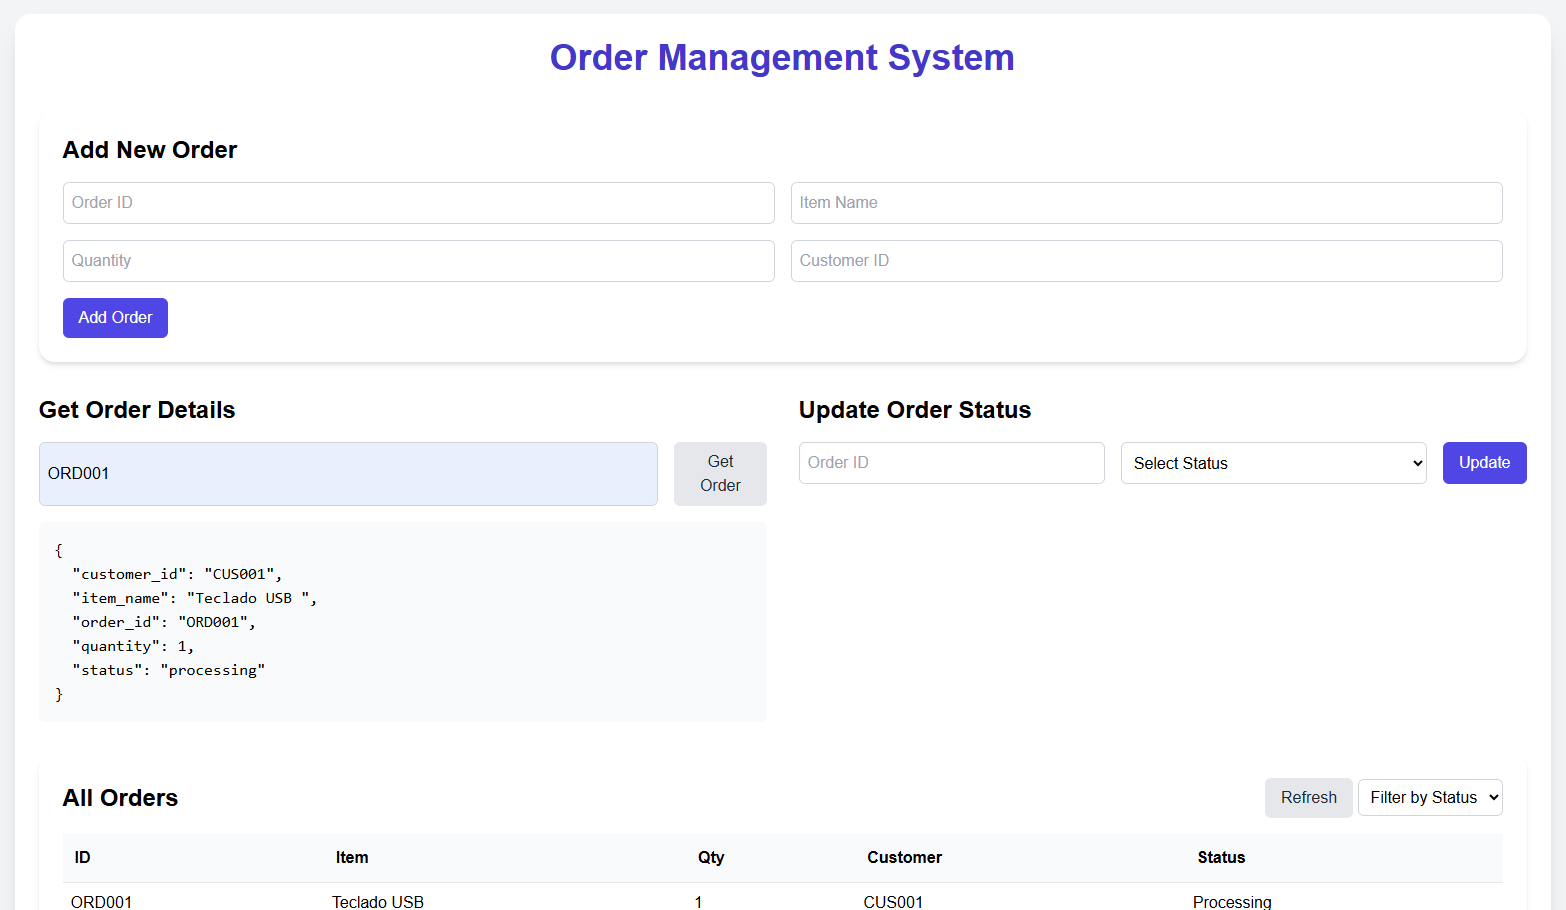 Order Management System
Add New Order
Order ID
Item Name
Quantity
Customer ID
Add Order
Get Order Details
ORD001
Get
Order
{
  "customer_id": "CUS001",
  "item_name": "Teclado USB ",
  "order_id": "ORD001",
  "quantity": 1,
  "status": "processing"
}
Update Order Status
Order ID
Select Status
Update
All Orders
Refresh
Filter by Status
ID Item Qty Customer Status
ORD001 Teclado USB 1 CUS001 Processing